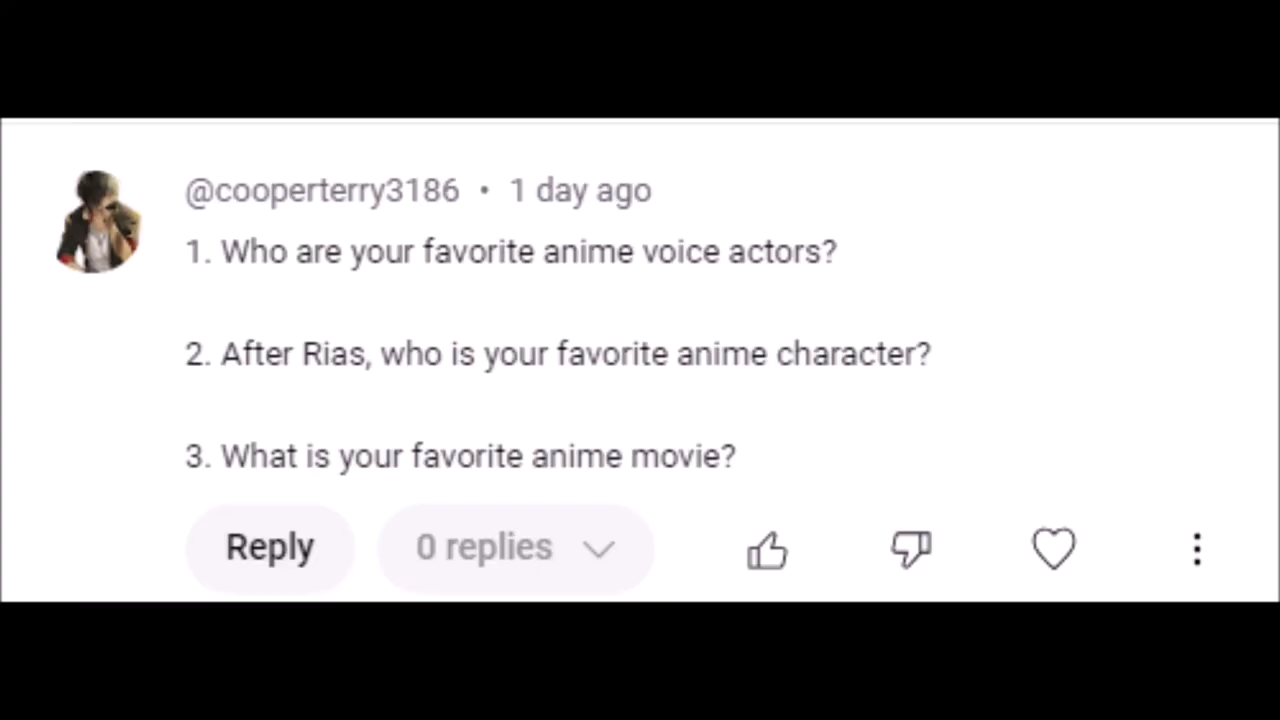 @cooperterry3186 • 1 day ago
1. Who are your favorite anime voice actors?
2. After Rias, who is your favorite anime character?
3. What is your favorite anime movie?
Reply 0 replies